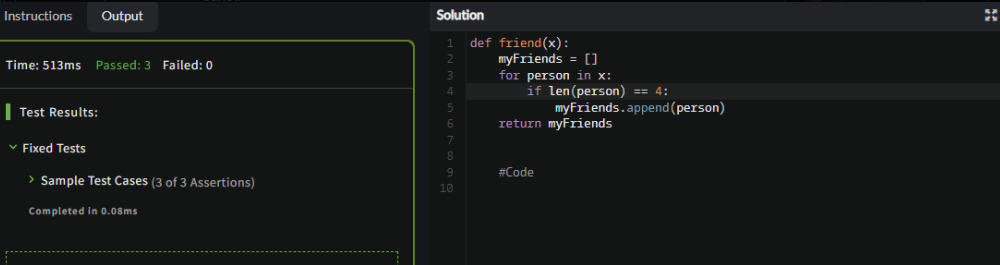 Instructions
Output
Time: 513ms Passed: 3 Failed: 0
Test Results:
Fixed Tests
Sample Test Cases (3 of 3 Assertions)
Completed in 0.08ms
Solution
1 def friend(x):
2     myFriends = []
3     for person in x:
4         if len(person) == 4:
5             myFriends.append(person)
6     return myFriends
7
8
9     #Code
10